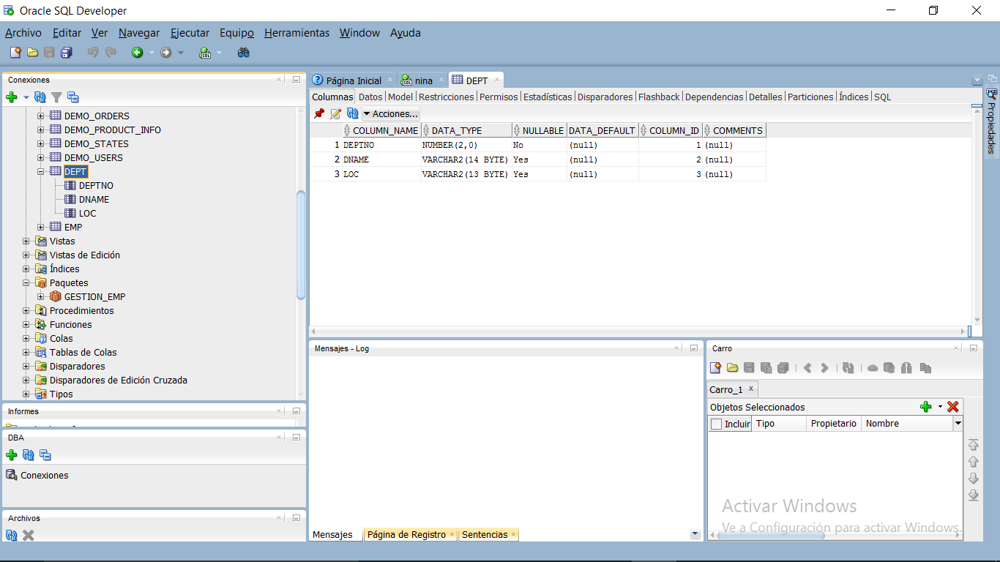 Oracle SQL Developer
Archivo Editar Ver Navegar Ejecutar Equipo Herramientas Window Ayuda
Conexiones
DEMO_ORDERS
DEMO_PRODUCT_INFO
DEMO_STATES
DEMO_USERS
DEPT
DEPTNO
DNAME
LOC
EMP
Vistas
Vistas de Edición
Índices
Paquetes
GESTION_EMP
Procedimientos
Funciones
Colas
Tablas de Colas
Disparadores
Disparadores de Edición Cruzada
Tipos
Informes
DBA
Conexiones
Archivos
Página Inicial nina DEPT
Columnas Datos Model Restricciones Permisos Estadísticas Disparadores Flashback Dependencias Detalles Particiones Índices SQL
Acciones...
COLUMN_NAME DATA_TYPE NULLABLE DATA_DEFAULT COLUMN_ID COMMENTS
1 DEPTNO NUMBER(2,0) No (null) 1 (null)
2 DNAME VARCHAR2(14 BYTE) Yes (null) 2 (null)
3 LOC VARCHAR2(13 BYTE) Yes (null) 3 (null)
Propiedades
Mensajes - Log
Mensajes Página de Registro Sentencias
Carro
Carro_1
Objetos Seleccionados
Incluir Tipo Propietario Nombre
Activar Windows
Ve a Configuración para activar Windows.